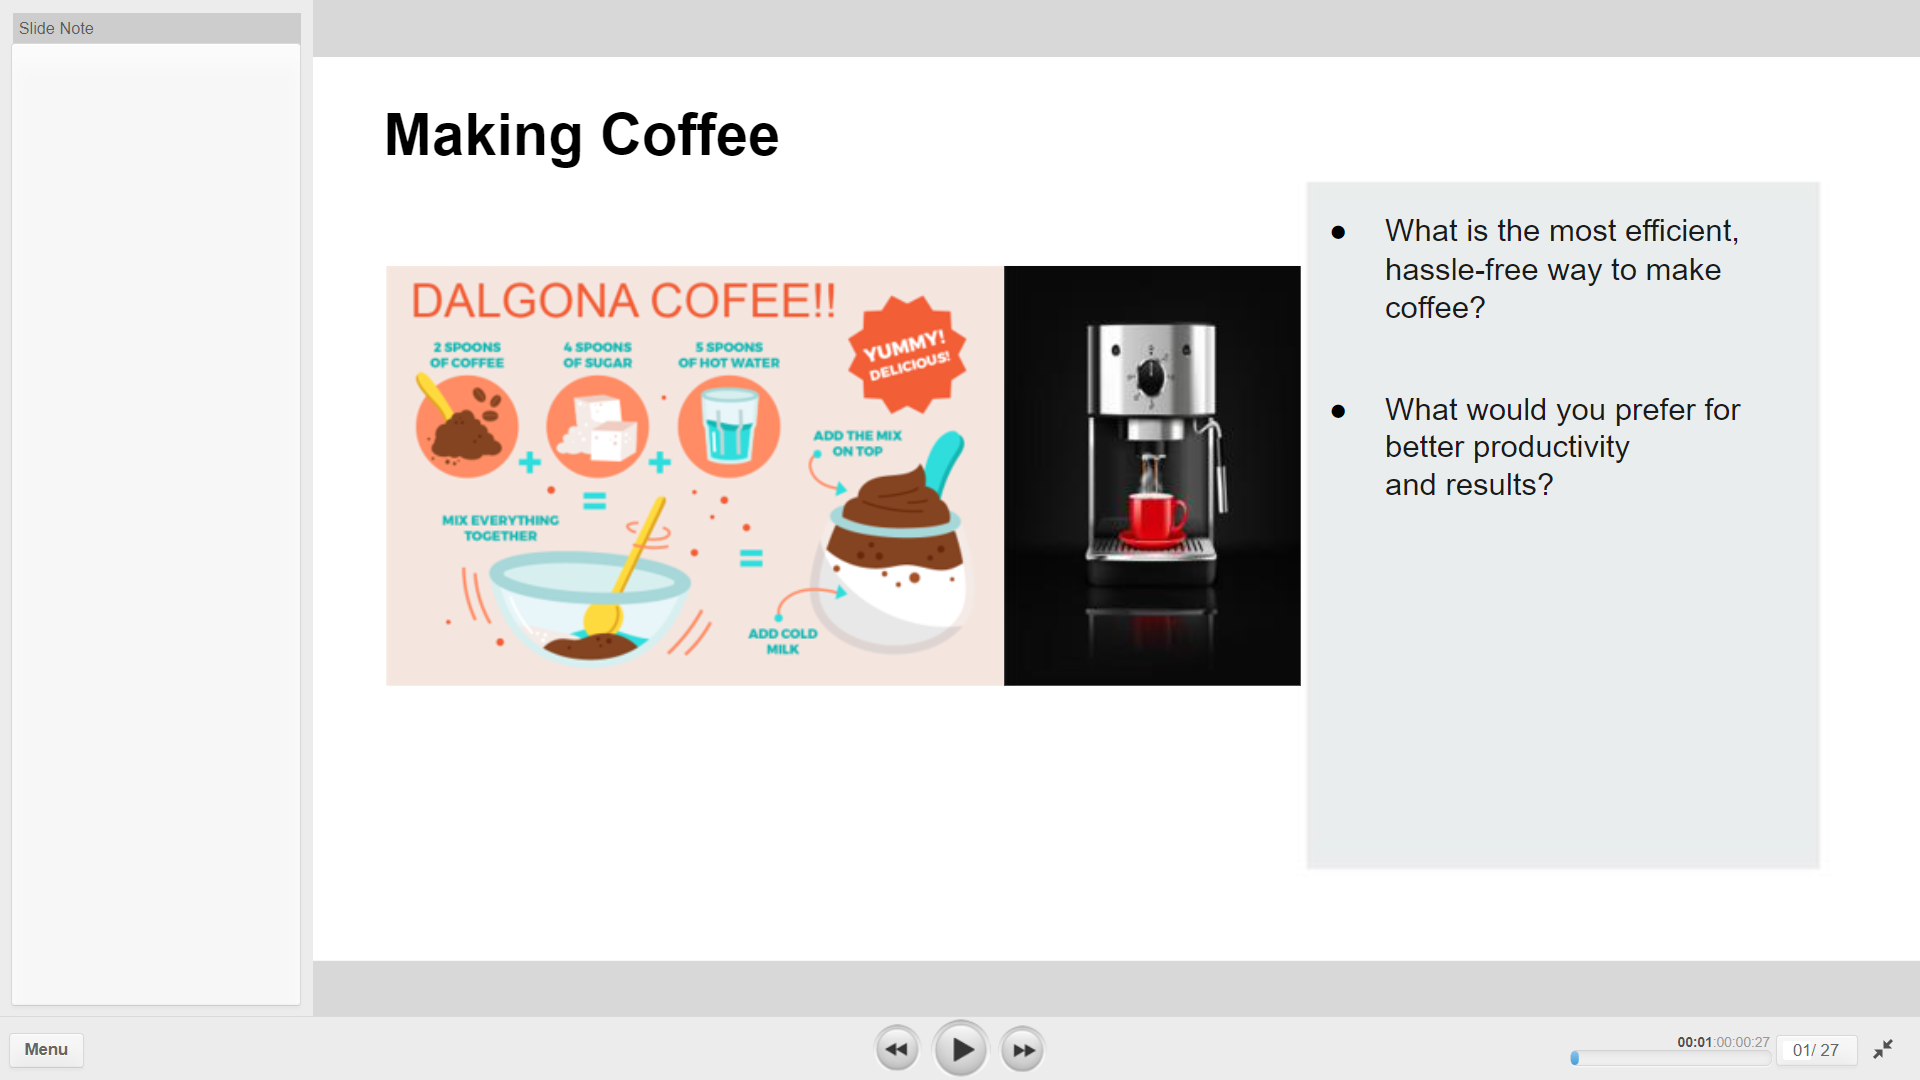 Slide Note
Making Coffee
DALGONA COFEE!!
2 SPOONS
OF COFFEE
4 SPOONS
OF SUGAR
5 SPOONS
OF HOT WATER
YUMMY!
DELICIOUS!
ADD THE MIX
ON TOP
MIX EVERYTHING
TOGETHER
ADD COLD
MILK
● What is the most efficient,
hassle-free way to make
coffee?
● What would you prefer for
better productivity
and results?
Menu
00:01:00:00:27
01/ 27